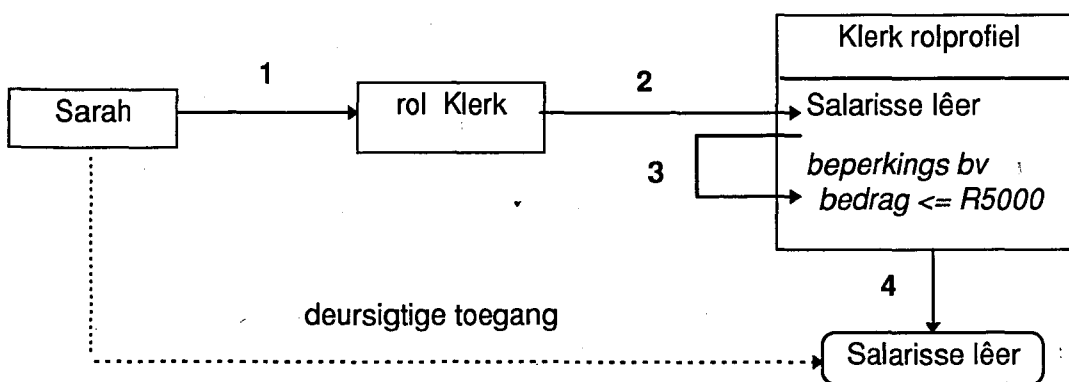 Klerk rolprofiel
1
2
Sarah
rol Klerk
Salarisse lêer
3
beperkings bv
bedrag <= R5000
4
deursigtige toegang
Salarisse lêer